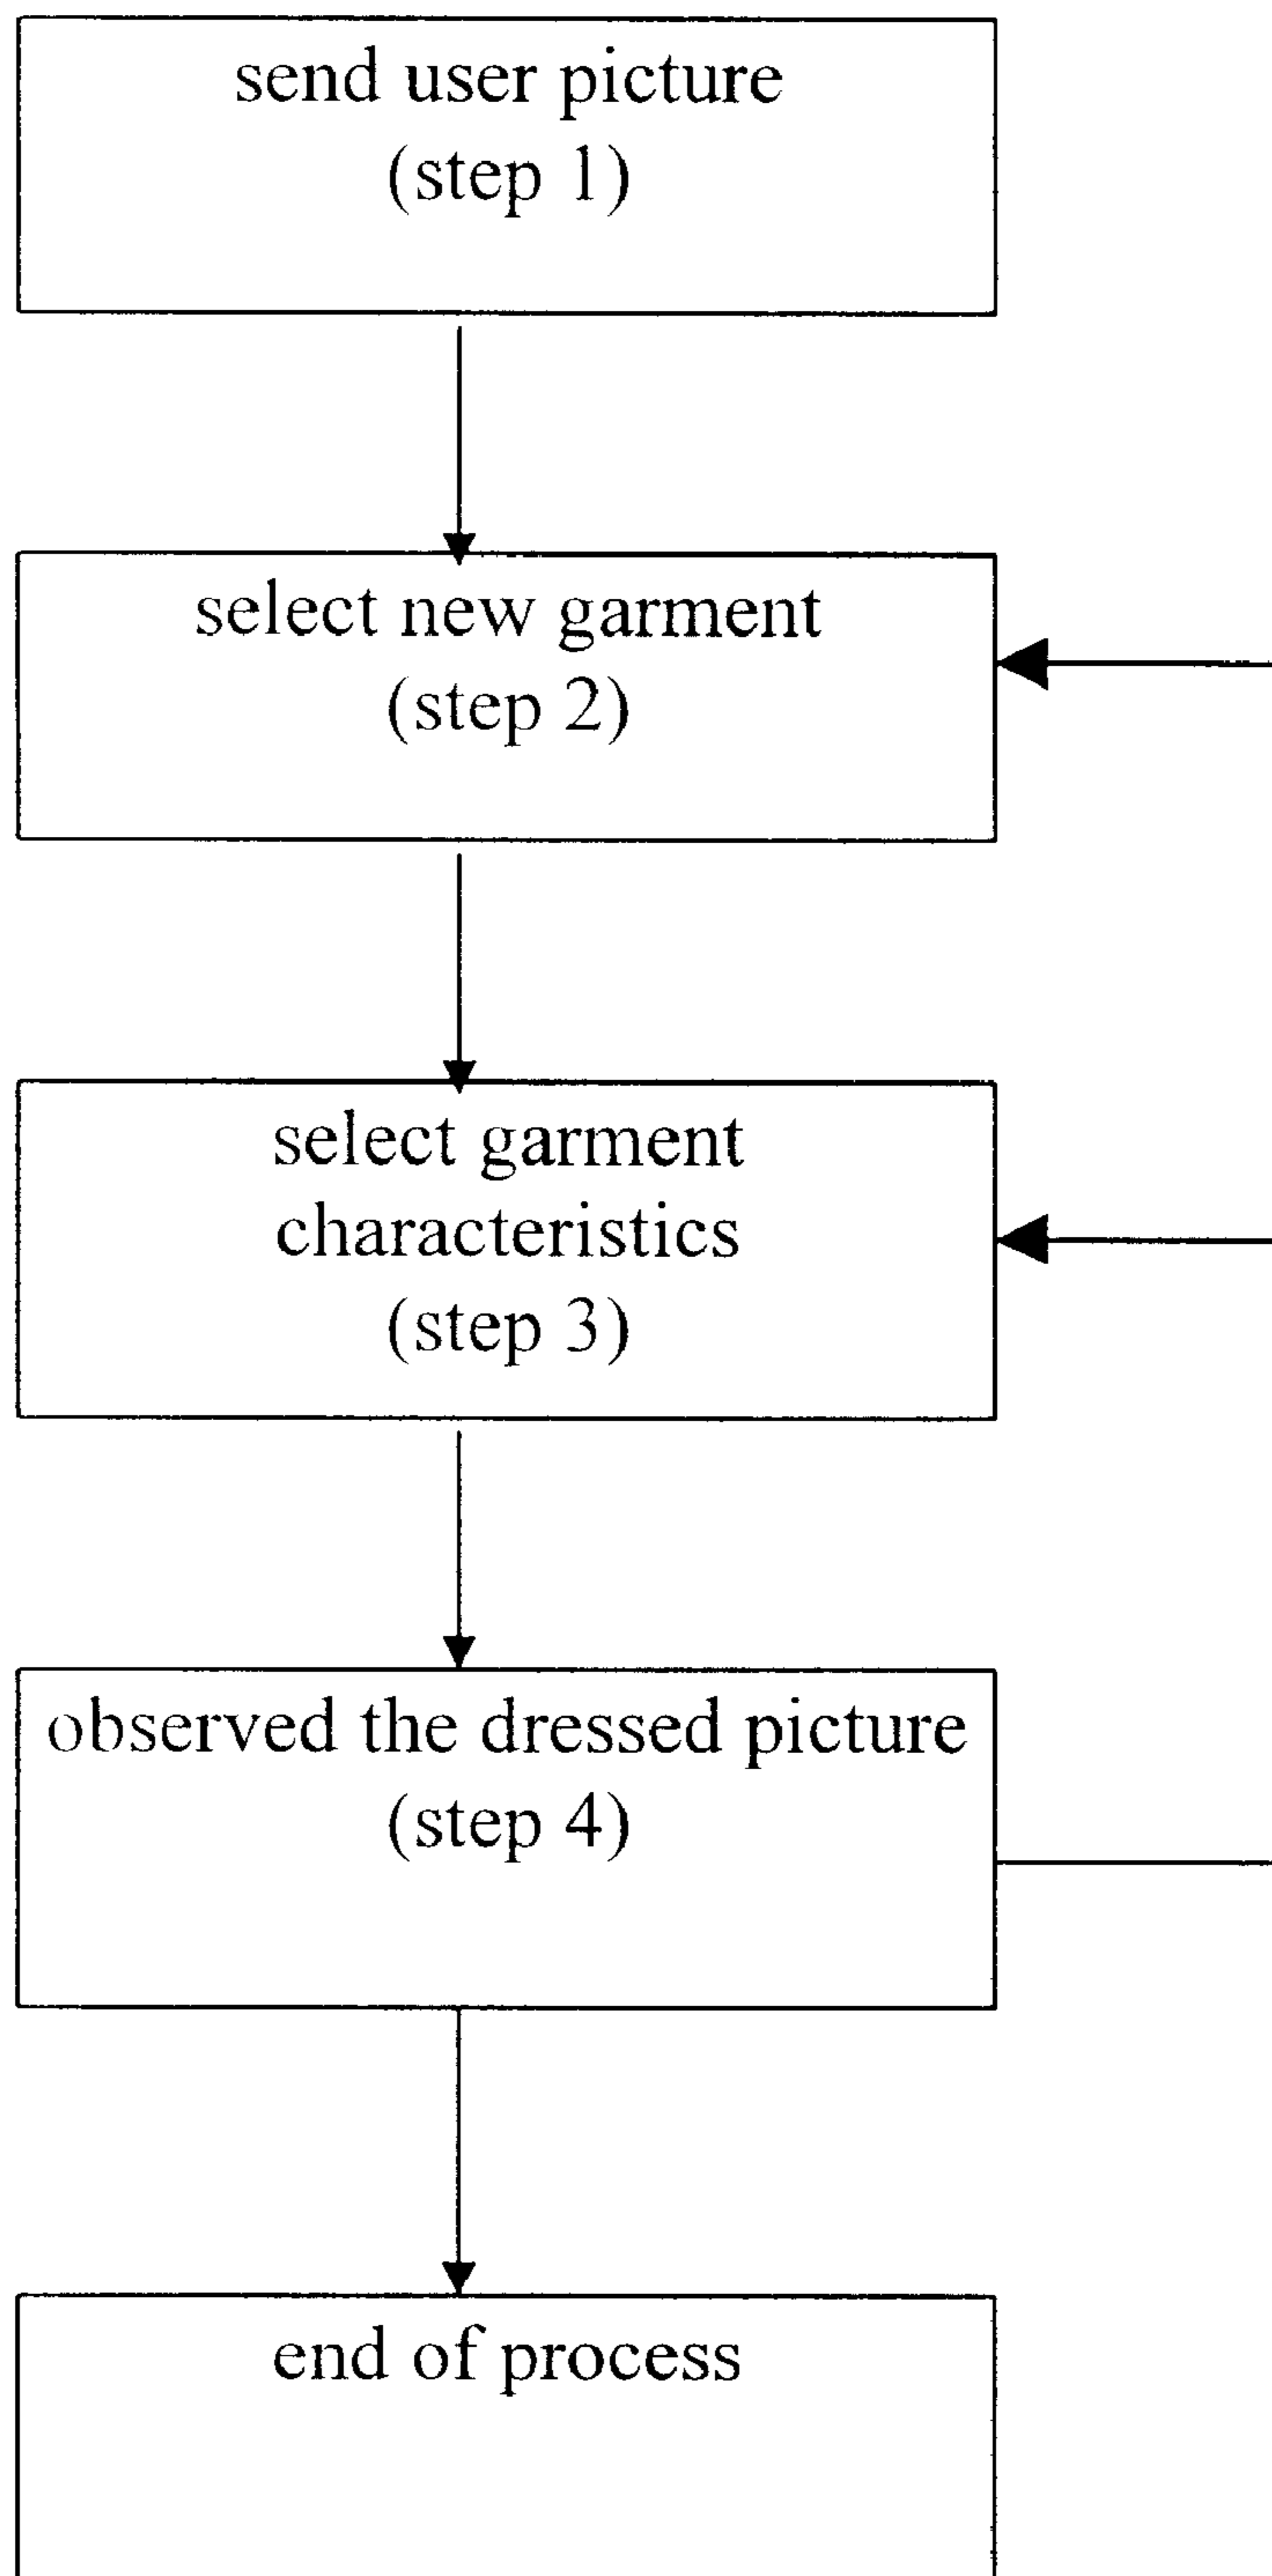 send user picture
(step 1)
select new garment
(step 2)
select garment
characteristics
(step 3)
observed the dressed picture
(step 4)
end of process